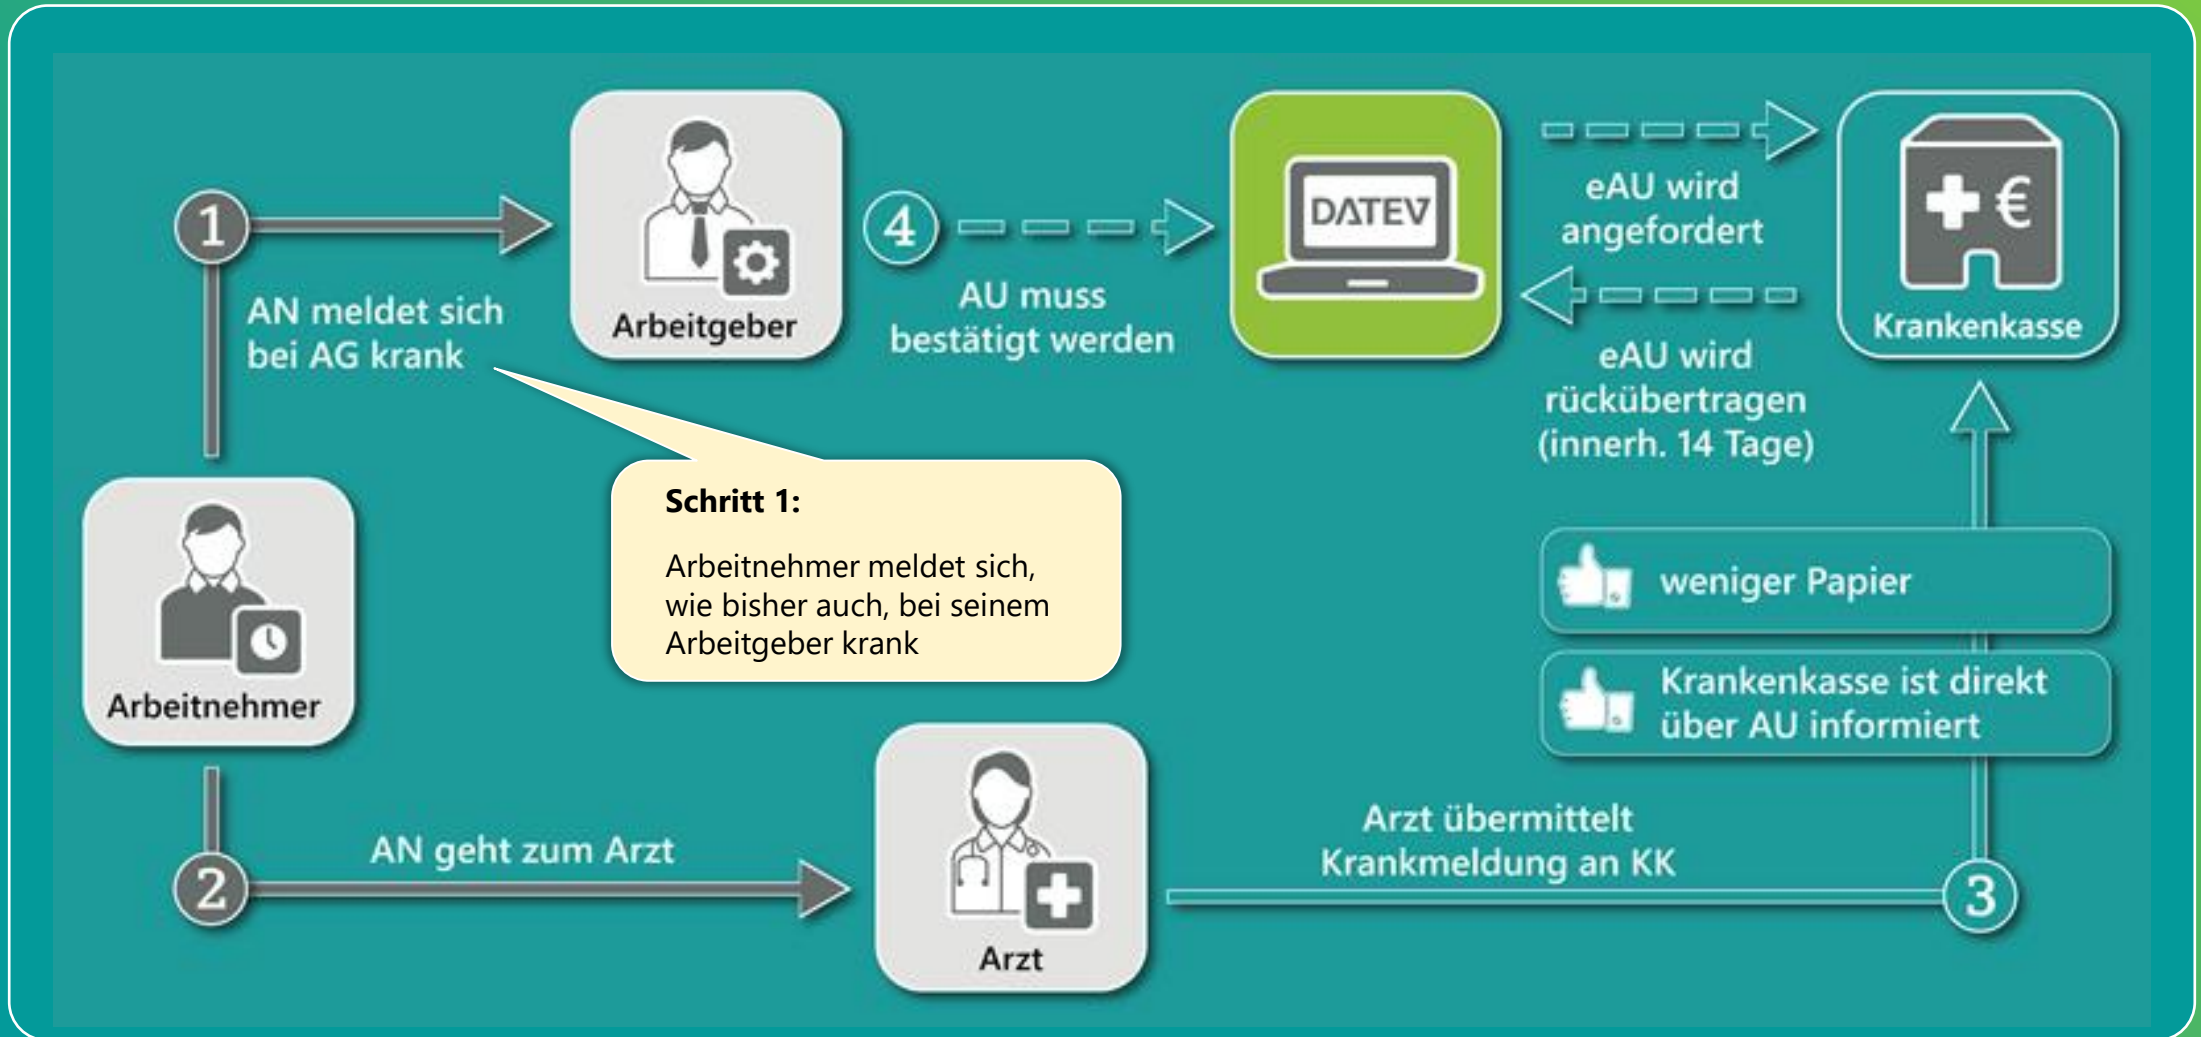 1
AN meldet sich
bei AG krank
Arbeitgeber
4
AU muss
bestätigt werden
DATEV
eAU wird
angefordert
eAU wird
rückübertragen
(innerh. 14 Tage)
€
Krankenkasse
Schritt 1:
Arbeitnehmer meldet sich,
wie bisher auch, bei seinem
Arbeitgeber krank
Arbeitnehmer
weniger Papier
Krankenkasse ist direkt
über AU informiert
2
AN geht zum Arzt
Arzt
Arzt übermittelt
Krankmeldung an KK
3